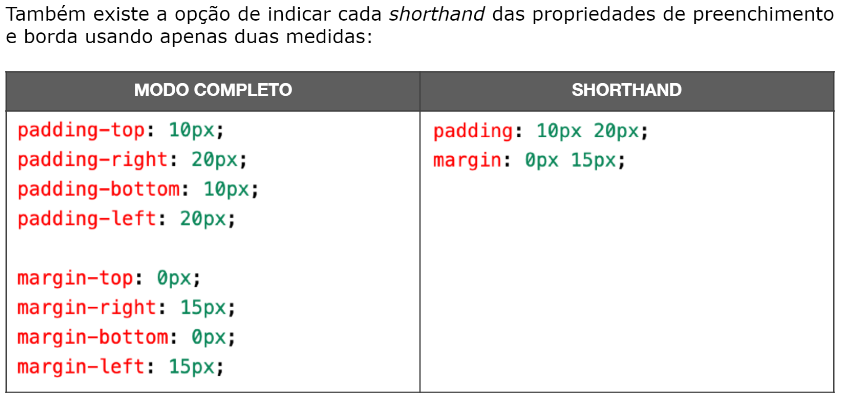 Também existe a opção de indicar cada shorthand das propriedades de preenchimento
e borda usando apenas duas medidas:
MODO COMPLETO
SHORTHAND
padding-top: 10px;
padding-right: 20px;
padding-bottom: 10px;
padding-left: 20px;
margin-top: 0px;
margin-right: 15px;
margin-bottom: 0px;
margin-left: 15px;
padding: 10px 20px;
margin: 0px 15px;